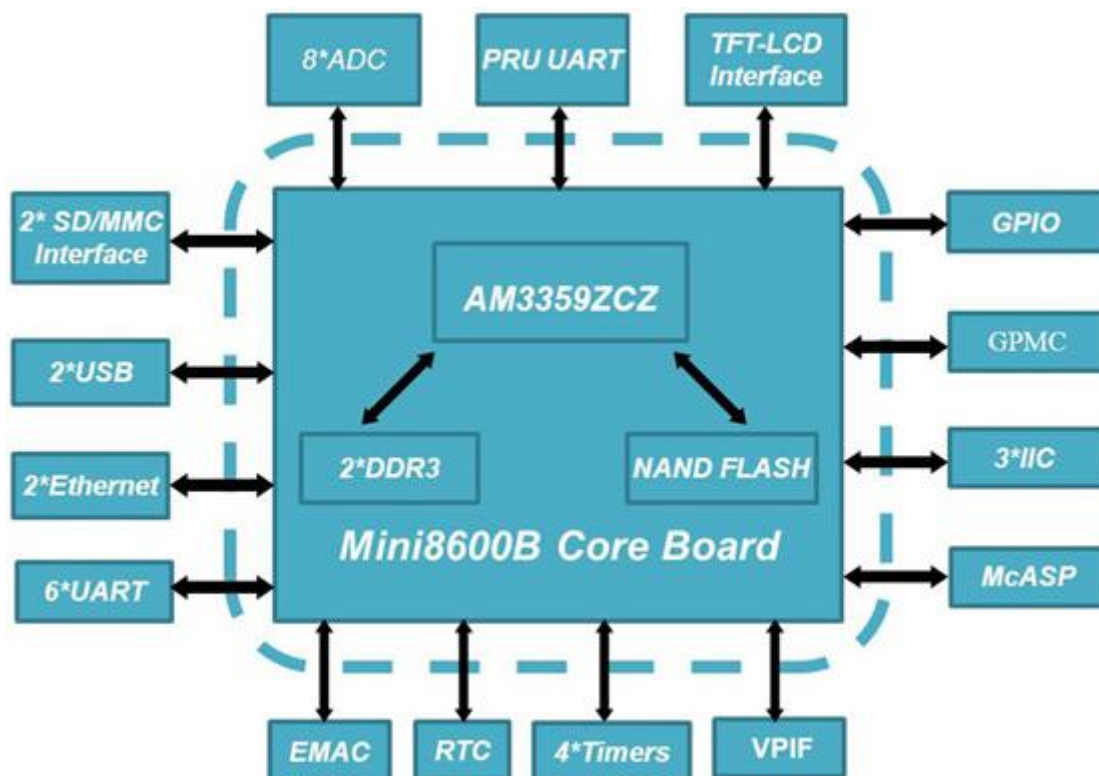 8*ADC
PRU UART
TFT-LCD
Interface
2* SD/MMC
Interface
GPIO
AM3359ZCZ
GPMC
2*USB
2*DDR3
NAND FLASH
3*IIC
2*Ethernet
Mini8600B Core Board
6*UART
McASP
EMAC
RTC
4*Timers
VPIF